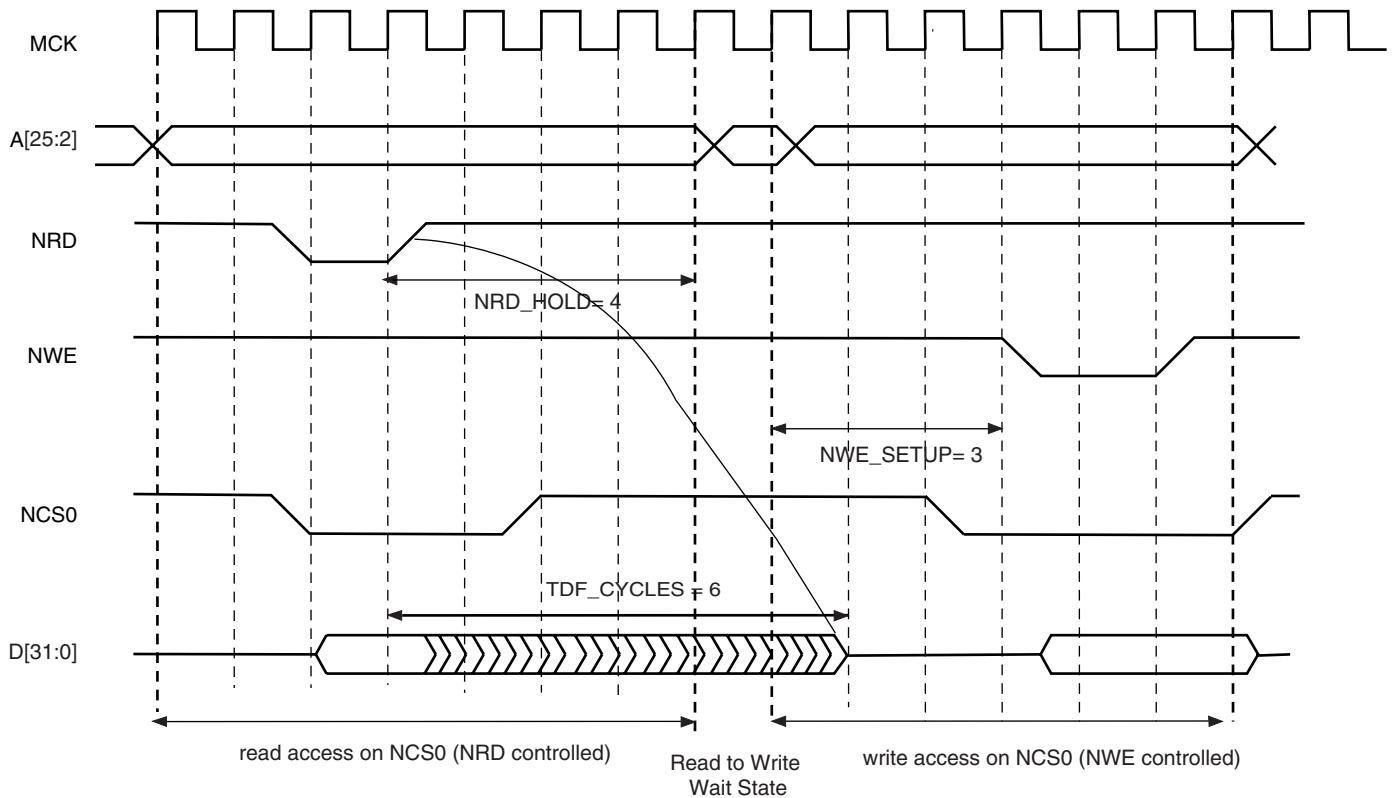 MCK
A[25:2]
NRD
NRD_HOLD= 4
NWE
NWE_SETUP= 3
NCS0
TDF_CYCLES = 6
D[31:0]
read access on NCS0 (NRD controlled)
Read to Write
Wait State
write access on NCS0 (NWE controlled)